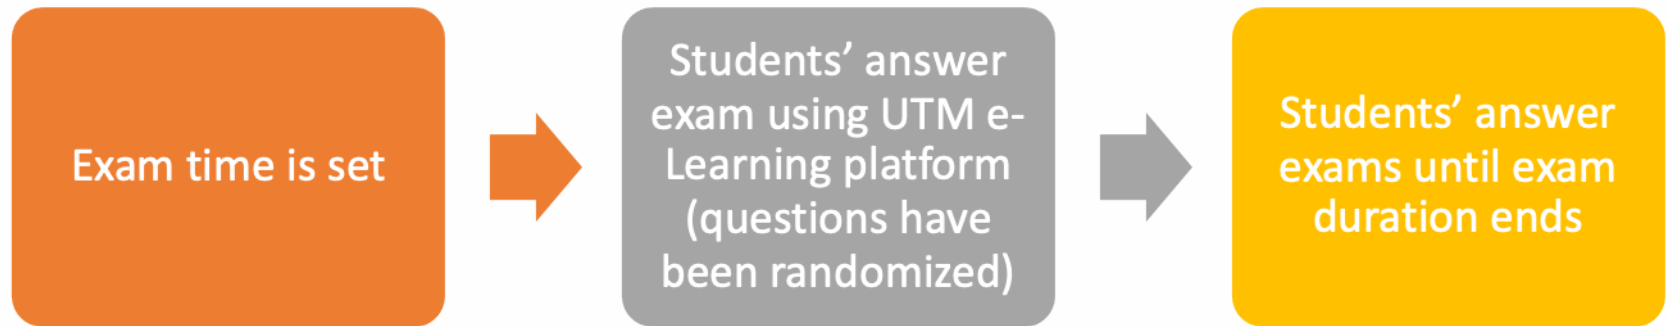 Exam time is set
Students’ answer
exam using UTM e-
Learning platform
(questions have
been randomized)
Students’ answer
exams until exam
duration ends